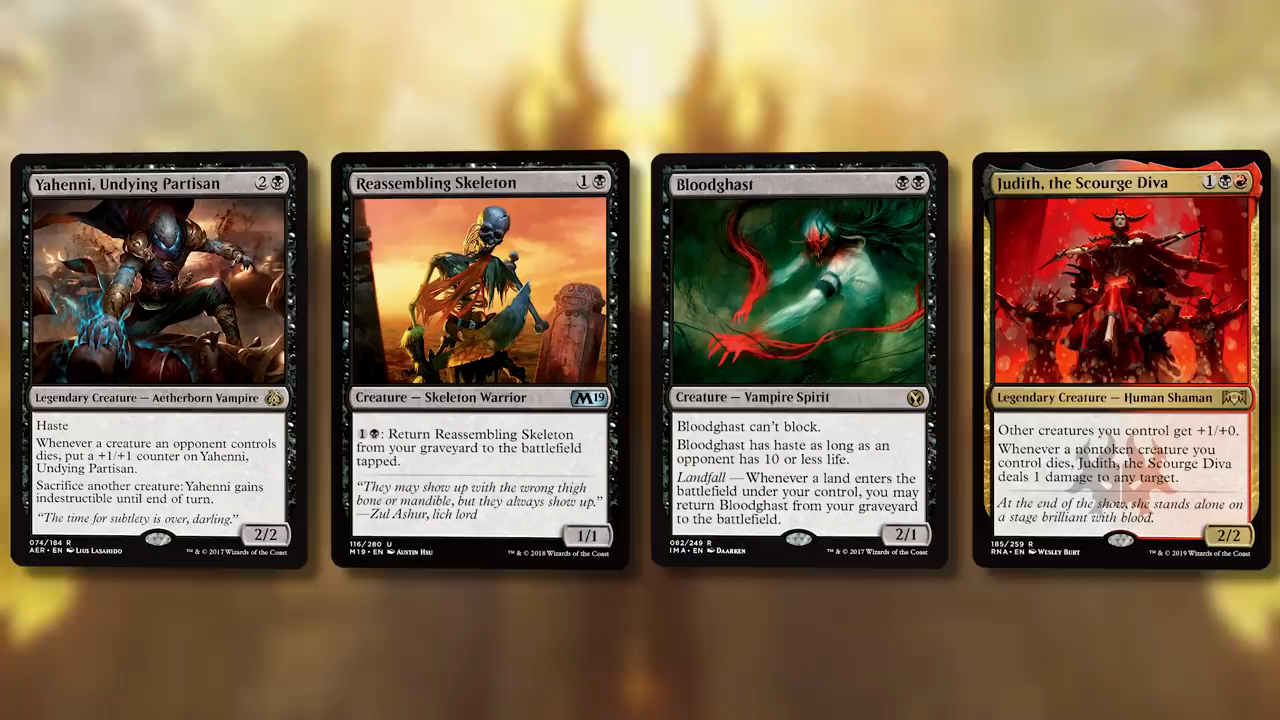 Yahenni, Undying Partisan 2
Legendary Creature — Aetherborn Vampire
Haste
Whenever a creature an opponent controls
dies, put a +1/+1 counter on Yahenni,
Undying Partisan.
Sacrifice another creature: Yahenni gains
indestructible until end of turn.
“The time for subtlety is over, darling.”
2/2
074/184 R
AER • EN Lius Lasahido
™ & © 2017 Wizards of the Coast
Reassembling Skeleton 1
Creature — Skeleton Warrior
M19
1 : Return Reassembling Skeleton
from your graveyard to the battlefield
tapped.
“They may show up with the wrong thigh
bone or mandible, but they always show up.”
—Zul Ashur, lich lord
1/1
116/280 U
M19 • EN Austin Hsu
™ & © 2018 Wizards of the Coast
Bloodghast
Creature — Vampire Spirit
Bloodghast can’t block.
Bloodghast has haste as long as an
opponent has 10 or less life.
Landfall — Whenever a land enters the
battlefield under your control, you may
return Bloodghast from your graveyard
to the battlefield.
2/1
082/249 R
IMA • EN Daarken
™ & © 2017 Wizards of the Coast
Judith, the Scourge Diva 1
Legendary Creature — Human Shaman
Other creatures you control get +1/+0.
Whenever a nontoken creature you
control dies, Judith, the Scourge Diva
deals 1 damage to any target.
At the end of the show, she stands alone on
a stage brilliant with blood.
2/2
185/259 R
RNA • EN Wesley Burt
™ & © 2019 Wizards of the Coast